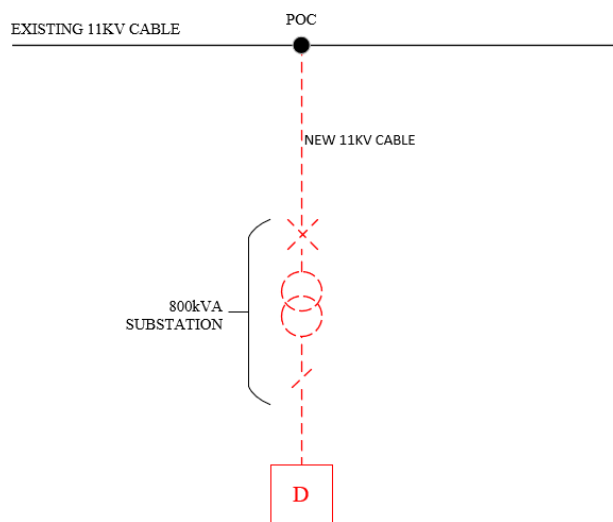 POC
EXISTING 11KV CABLE
NEW 11KV CABLE
800kVA
SUBSTATION
D